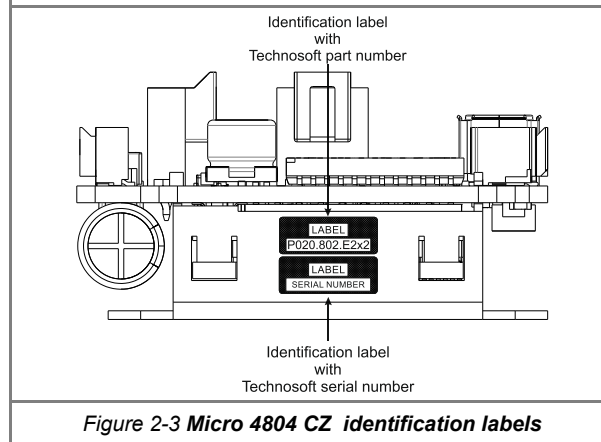 Identification label
with
Technosoft part number
LABEL
P020.802.E2x2
LABEL
SERIAL NUMBER
Identification label
with
Technosoft serial number
Figure 2-3 Micro 4804 CZ identification labels